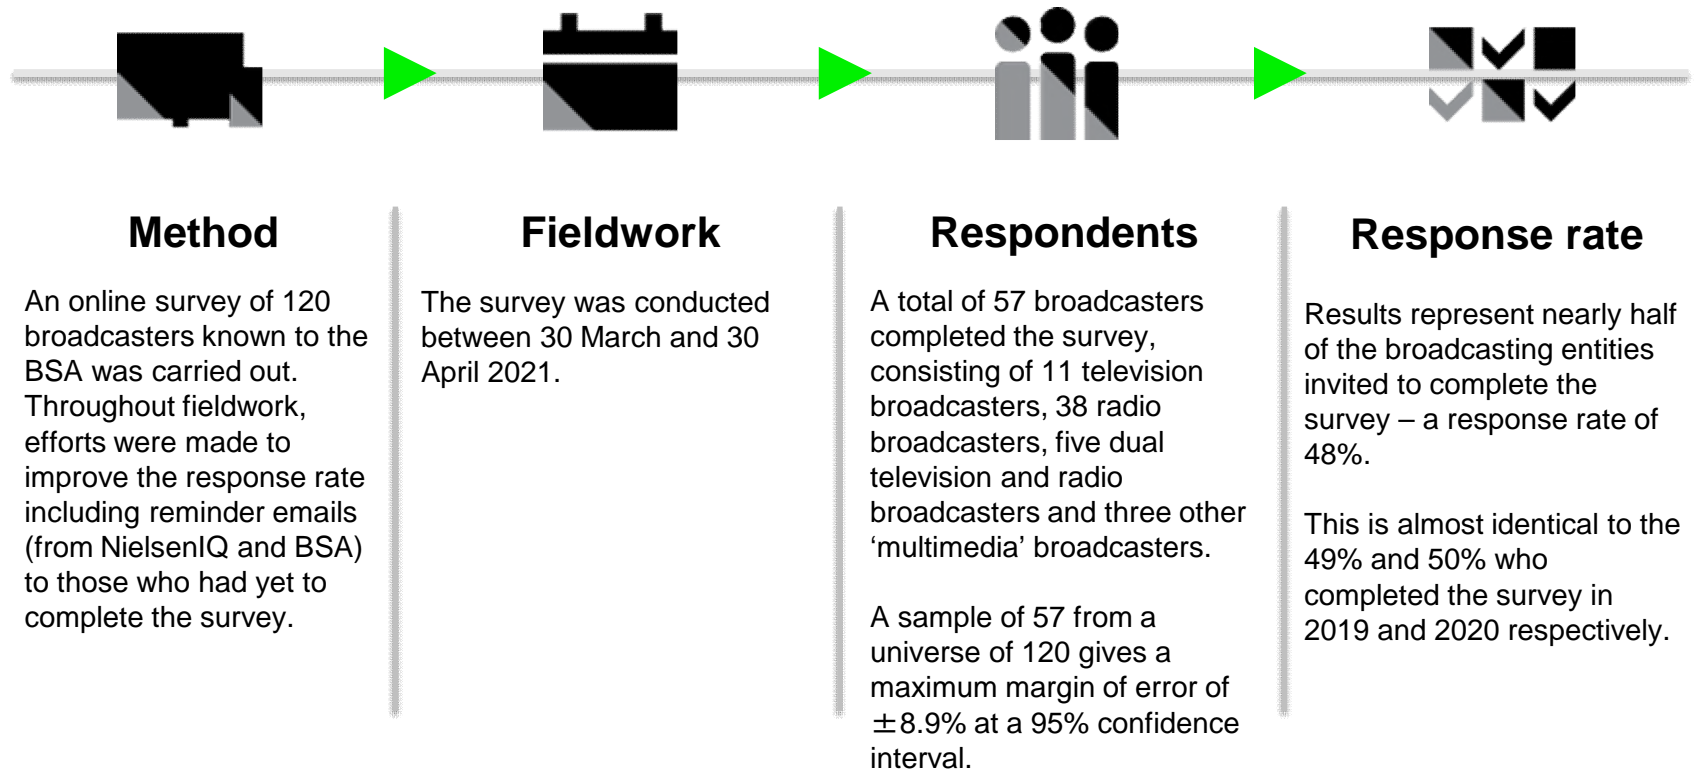 Method
An online survey of 120
broadcasters known to the
BSA was carried out.
Throughout fieldwork,
efforts were made to
improve the response rate
including reminder emails
(from NielsenIQ and BSA)
to those who had yet to
complete the survey.
Fieldwork
The survey was conducted
between 30 March and 30
April 2021.
Respondents
A total of 57 broadcasters
completed the survey,
consisting of 11 television
broadcasters, 38 radio
broadcasters, five dual
television and radio
broadcasters and three other
‘multimedia’ broadcasters.
A sample of 57 from a
universe of 120 gives a
maximum margin of error of
±8.9% at a 95% confidence
interval.
Response rate
Results represent nearly half
of the broadcasting entities
invited to complete the
survey – a response rate of
48%.
This is almost identical to the
49% and 50% who
completed the survey in
2019 and 2020 respectively.